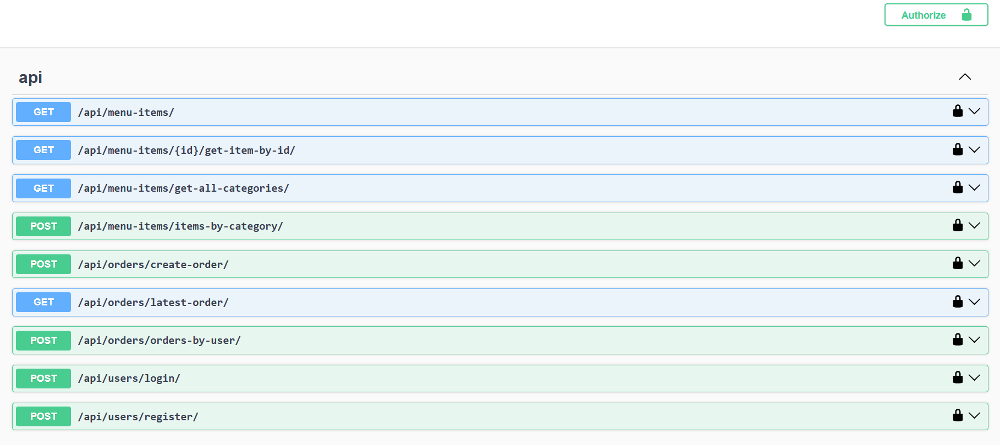 Authorize
api
GET /api/menu-items/
GET /api/menu-items/{id}/get-item-by-id/
GET /api/menu-items/get-all-categories/
POST /api/menu-items/items-by-category/
POST /api/orders/create-order/
GET /api/orders/latest-order/
POST /api/orders/orders-by-user/
POST /api/users/login/
POST /api/users/register/